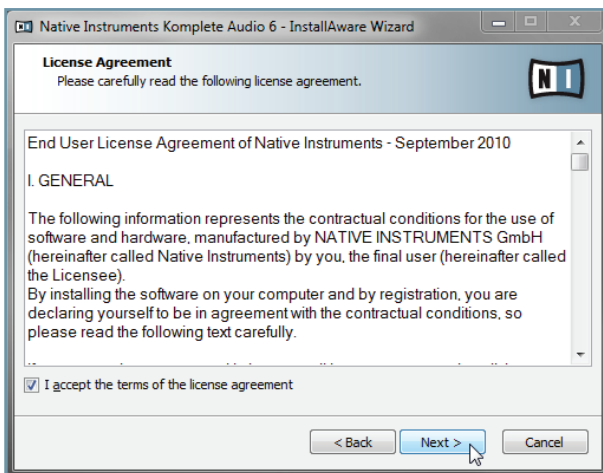 Native Instruments Komplete Audio 6 - InstallAware Wizard
License Agreement
Please carefully read the following license agreement.
NI
End User License Agreement of Native Instruments - September 2010
I. GENERAL
The following information represents the contractual conditions for the use of
software and hardware, manufactured by NATIVE INSTRUMENTS GmbH
(hereinafter called Native Instruments) by you, the final user (hereinafter called
the Licensee).
By installing the software on your computer and by registration, you are
declaring yourself to be in agreement with the contractual conditions, so
please read the following text carefully.
I accept the terms of the license agreement
< Back Next > Cancel